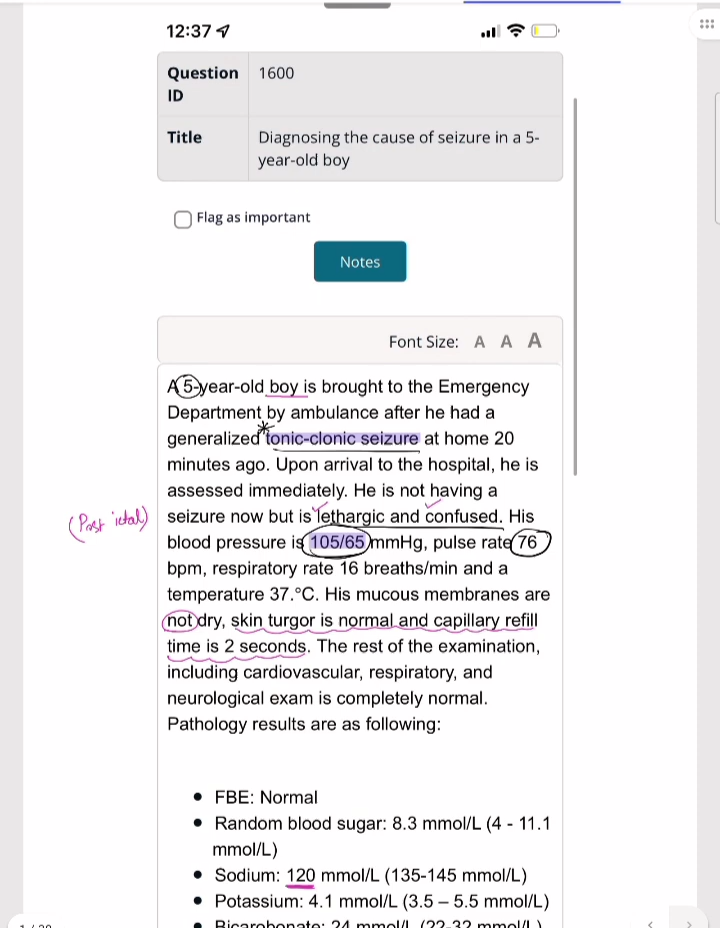 12:37
Question
ID
1600
Title
Diagnosing the cause of seizure in a 5-
year-old boy
Flag as important
Notes
Font Size: A A A
A 5-year-old boy is brought to the Emergency
Department by ambulance after he had a
generalized tonic-clonic seizure at home 20
minutes ago. Upon arrival to the hospital, he is
assessed immediately. He is not having a
(Post ictal)
seizure now but is lethargic and confused. His
blood pressure is 105/65 mmHg, pulse rate 76
bpm, respiratory rate 16 breaths/min and a
temperature 37.°C. His mucous membranes are
not dry, skin turgor is normal and capillary refill
time is 2 seconds. The rest of the examination,
including cardiovascular, respiratory, and
neurological exam is completely normal.
Pathology results are as following:
• FBE: Normal
• Random blood sugar: 8.3 mmol/L (4 - 11.1
mmol/L)
• Sodium: 120 mmol/L (135-145 mmol/L)
• Potassium: 4.1 mmol/L (3.5 – 5.5 mmol/L)
• Bicarobonate: 24 mmol/L (22-32 mmol/L)